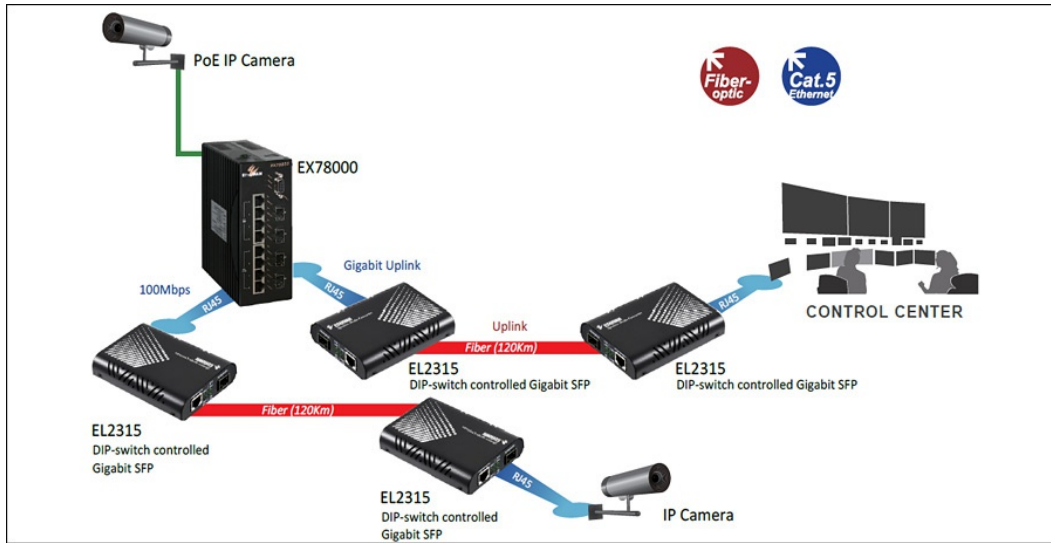 PoE IP Camera
Fiber-
optic
Cat.5
Ethernet
EX78000
Gigabit Uplink
100Mbps
RJ45
RJ45
RJ45
CONTROL CENTER
Uplink
Fiber (120Km)
EL2315
DIP-switch controlled Gigabit SFP
EL2315
DIP-switch controlled Gigabit SFP
Fiber (120Km)
EL2315
DIP-switch controlled
Gigabit SFP
RJ45
EL2315
DIP-switch controlled
Gigabit SFP
IP Camera